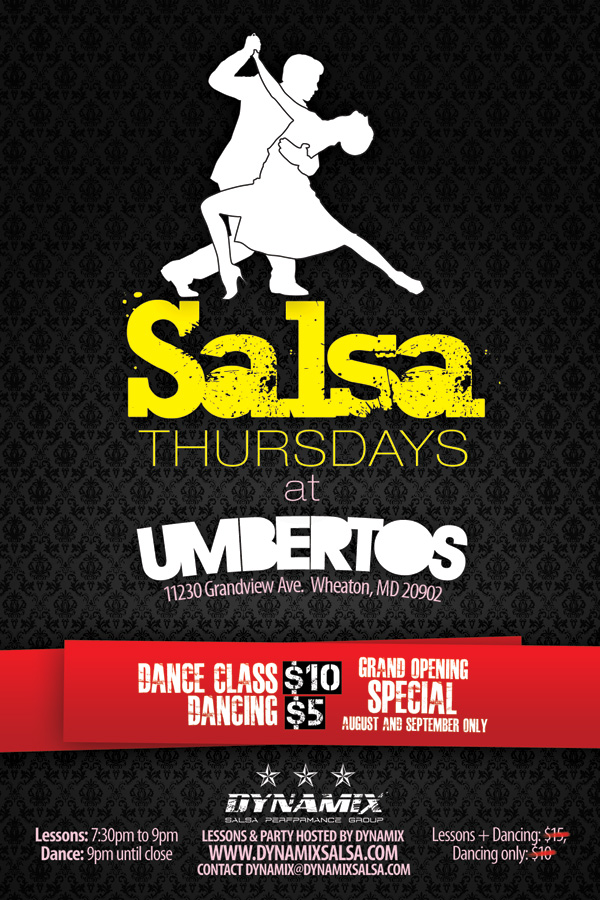 Salsa
THURSDAYS
at
UMBERTOS
11230 Grandview Ave. Wheaton, MD 20902
DANCE CLASS $10
DANCING $5
GRAND OPENING
SPECIAL
AUGUST AND SEPTEMBER ONLY
DYNAMIX
SALSA PERFPRMANCE GROUP
Lessons: 7:30pm to 9pm
Dance: 9pm until close
LESSONS & PARTY HOSTED BY DYNAMIX
WWW.DYNAMIXSALSA.COM
CONTACT DYNAMIX@DYNAMIXSALSA.COM
Lessons + Dancing: $15,
Dancing only: $10